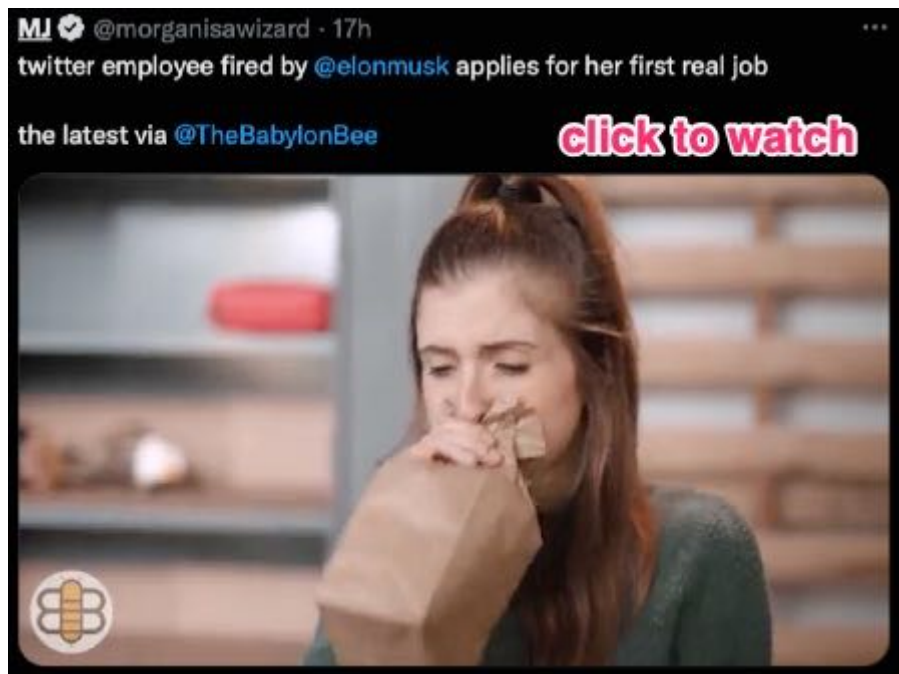 MJ @morganisawizard · 17h
twitter employee fired by @elonmusk applies for her first real job
the latest via @TheBabylonBee
click to watch